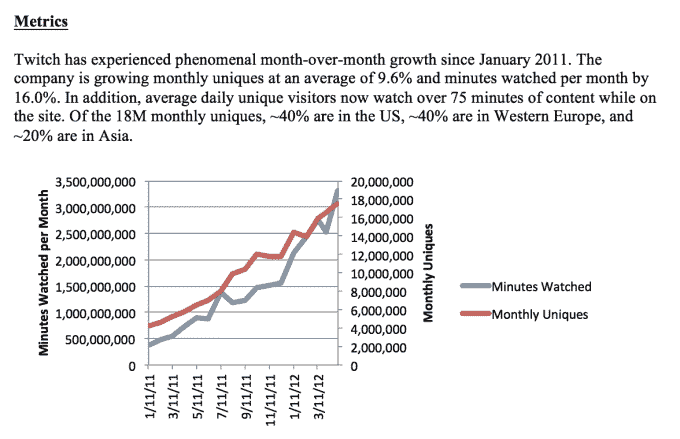 Metrics
Twitch has experienced phenomenal month-over-month growth since January 2011. The
company is growing monthly uniques at an average of 9.6% and minutes watched per month by
16.0%. In addition, average daily unique visitors now watch over 75 minutes of content while on
the site. Of the 18M monthly uniques, ~40% are in the US, ~40% are in Western Europe, and
~20% are in Asia.
Minutes Watched per Month
3,500,000,000
3,000,000,000
2,500,000,000
2,000,000,000
1,500,000,000
1,000,000,000
500,000,000
0
20,000,000
18,000,000
16,000,000
14,000,000
12,000,000
10,000,000
8,000,000
6,000,000
4,000,000
2,000,000
0
Monthly Uniques
1/11/11
3/11/11
5/11/11
7/11/11
9/11/11
11/11/11
1/11/12
3/11/12
Minutes Watched
Monthly Uniques